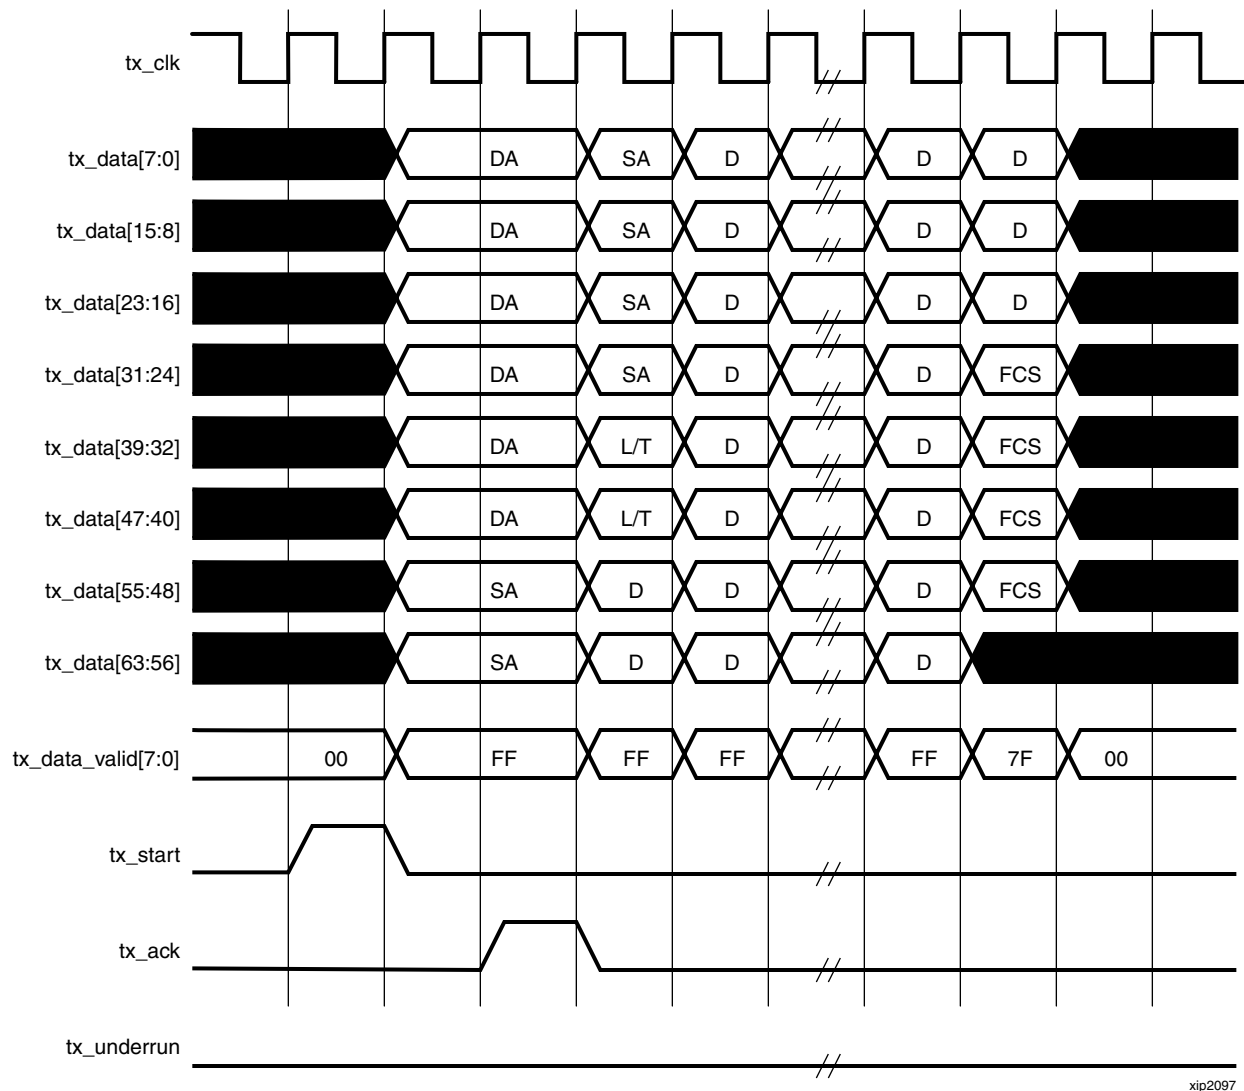 tx_clk
tx_data[7:0] DA SA D D D
tx_data[15:8] DA SA D D D
tx_data[23:16] DA SA D D D
tx_data[31:24] DA SA D D FCS
tx_data[39:32] DA L/T D D FCS
tx_data[47:40] DA L/T D D FCS
tx_data[55:48] SA D D D FCS
tx_data[63:56] SA D D D
tx_data_valid[7:0] 00 FF FF FF FF 7F 00
tx_start
tx_ack
tx_underrun
xip2097